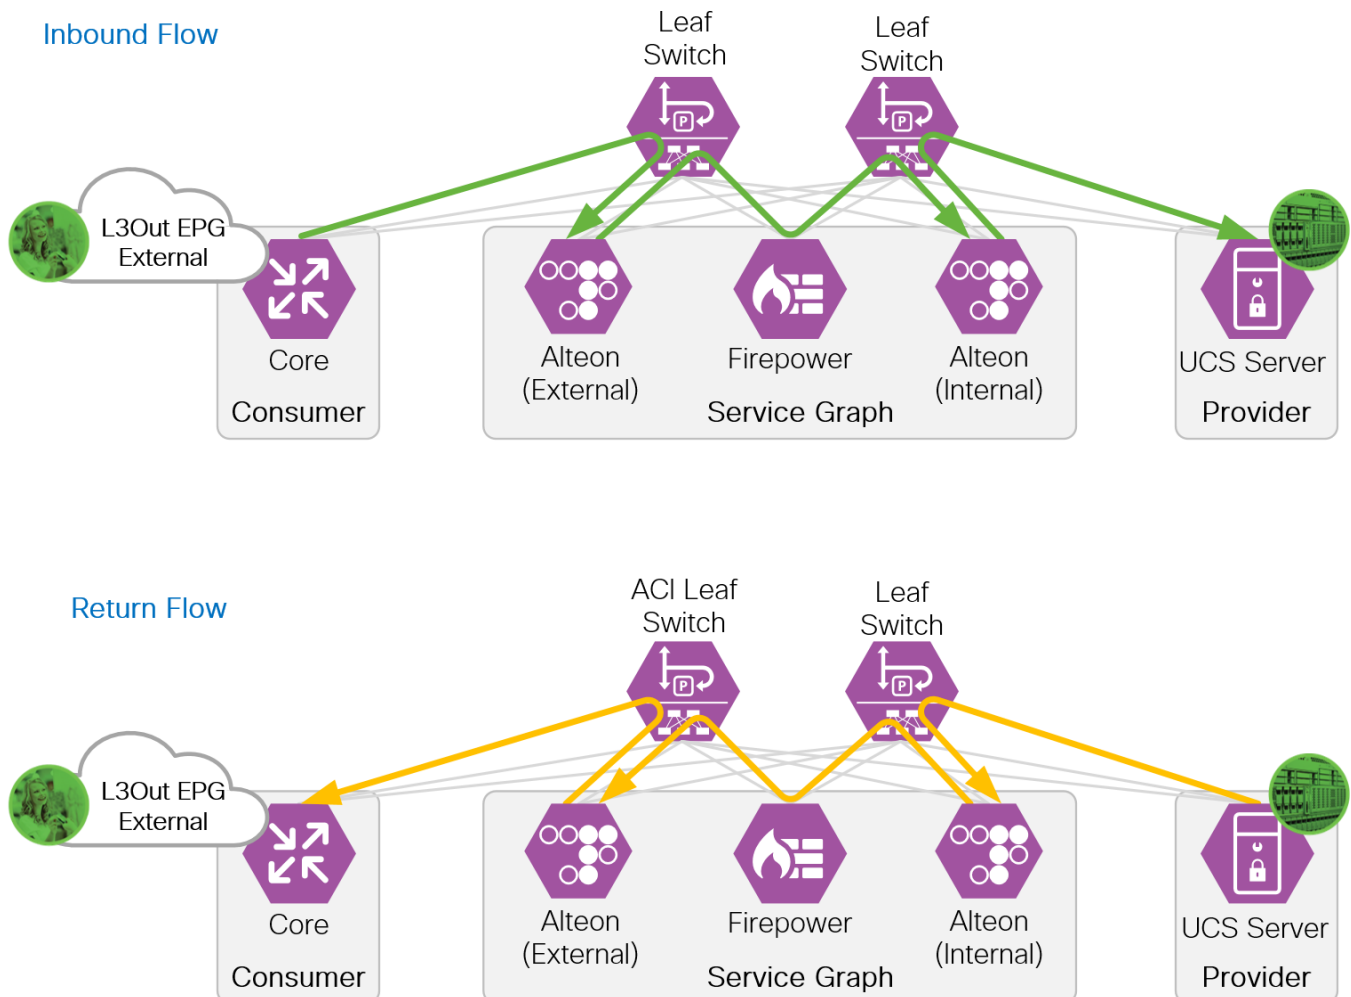 Inbound Flow
Leaf
Switch
Leaf
Switch
P
P
L3Out EPG
External
Core
Consumer
Alteon
(External)
Firepower
Alteon
(Internal)
Service Graph
UCS Server
Provider
Return Flow
ACI Leaf
Switch
Leaf
Switch
P
P
L3Out EPG
External
Core
Consumer
Alteon
(External)
Firepower
Alteon
(Internal)
Service Graph
UCS Server
Provider